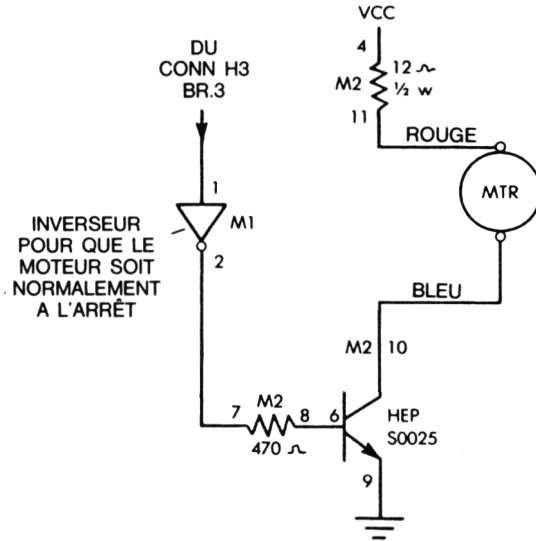 VCC
DU
CONN H3
BR.3
4
M2
12 Ω
½ W
11
ROUGE
MTR
1
M1
INVERSEUR
POUR QUE LE
MOTEUR SOIT
NORMALEMENT
A L'ARRÊT
2
BLEU
M2 10
M2
7
8
6
470 Ω
HEP
S0025
9